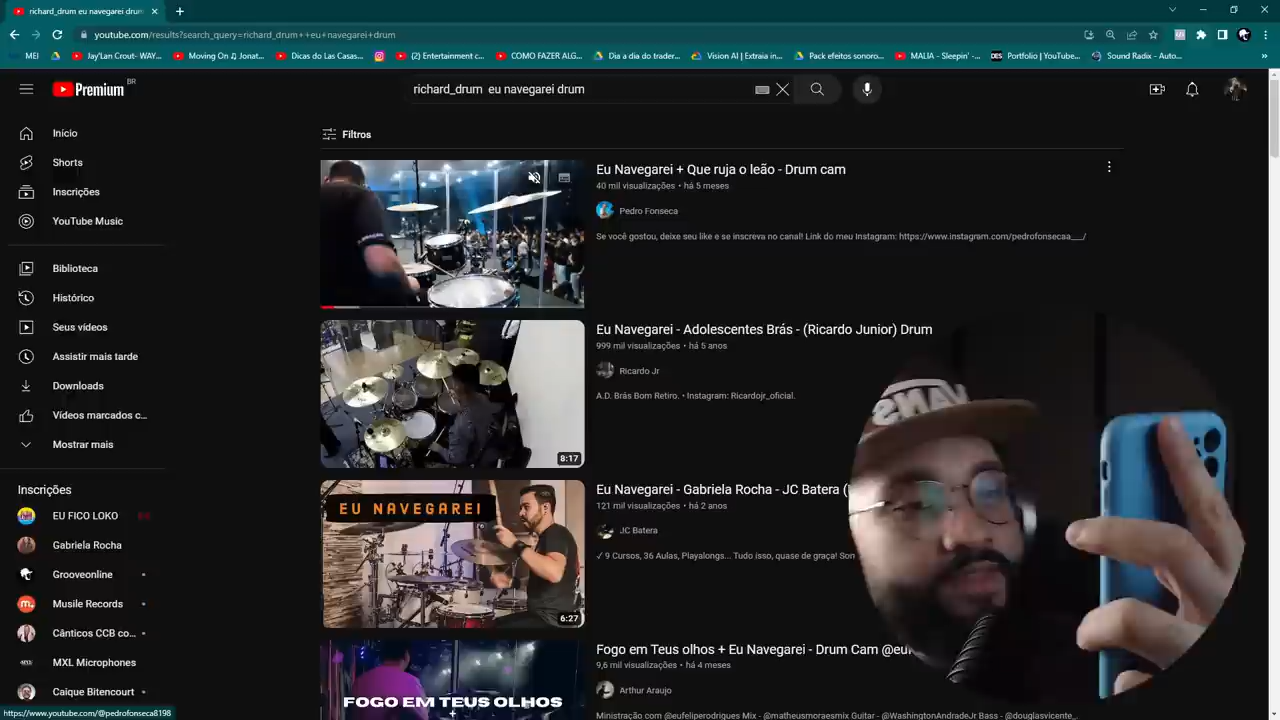 richard_drum eu navegarei drum
youtube.com/results?search_query=richard_drum++eu+navegarei+drum
MEI
Jay'Lan Crout- WAY...
Moving On ♫ Jonat...
Dicas do Las Casas...
(2) Entertainment c...
COMO FAZER ALG...
Dia a dia do trader...
Vision AI | Extraia in...
Pack efeitos sonoro...
MALIA - Sleepin' -...
DES
Portfolio | YouTube...
Sound Radix - Auto...
»
Premium
BR
richard_drum eu navegarei drum
Início
Shorts
Inscrições
YouTube Music
Biblioteca
Histórico
Seus vídeos
Assistir mais tarde
Downloads
Vídeos marcados c...
Mostrar mais
Inscrições
EU FICO LOKO
Gabriela Rocha
Grooveonline
Musile Records
Cânticos CCB co...
MXL Microphones
Caique Bitencourt
https://www.youtube.com/@pedrofonseca8198
Filtros
Eu Navegarei + Que ruja o leão - Drum cam
40 mil visualizações • há 5 meses
Pedro Fonseca
Se você gostou, deixe seu like e se inscreva no canal! Link do meu Instagram: https://www.instagram.com/pedrofonsecaa___/
8:17
Eu Navegarei - Adolescentes Brás - (Ricardo Junior) Drum
999 mil visualizações • há 5 anos
Ricardo Jr
A.D. Brás Bom Retiro. • Instagram: Ricardojr_oficial.
EU NAVEGAREI
6:27
Eu Navegarei - Gabriela Rocha - JC Batera (
121 mil visualizações • há 2 anos
JC Batera
✓ 9 Cursos, 36 Aulas, Playalongs... Tudo isso, quase de graça! Som
FOGO EM TEUS OLHOS
Fogo em Teus olhos + Eu Navegarei - Drum Cam
9,6 mil visualizações • há 4 meses
Arthur Araujo
Ministração com @eufeliperodrigues Mix - @matheusmoraesmix Guitar - @WashingtonAndradeJr Bass - @douglasvicente_
VANS